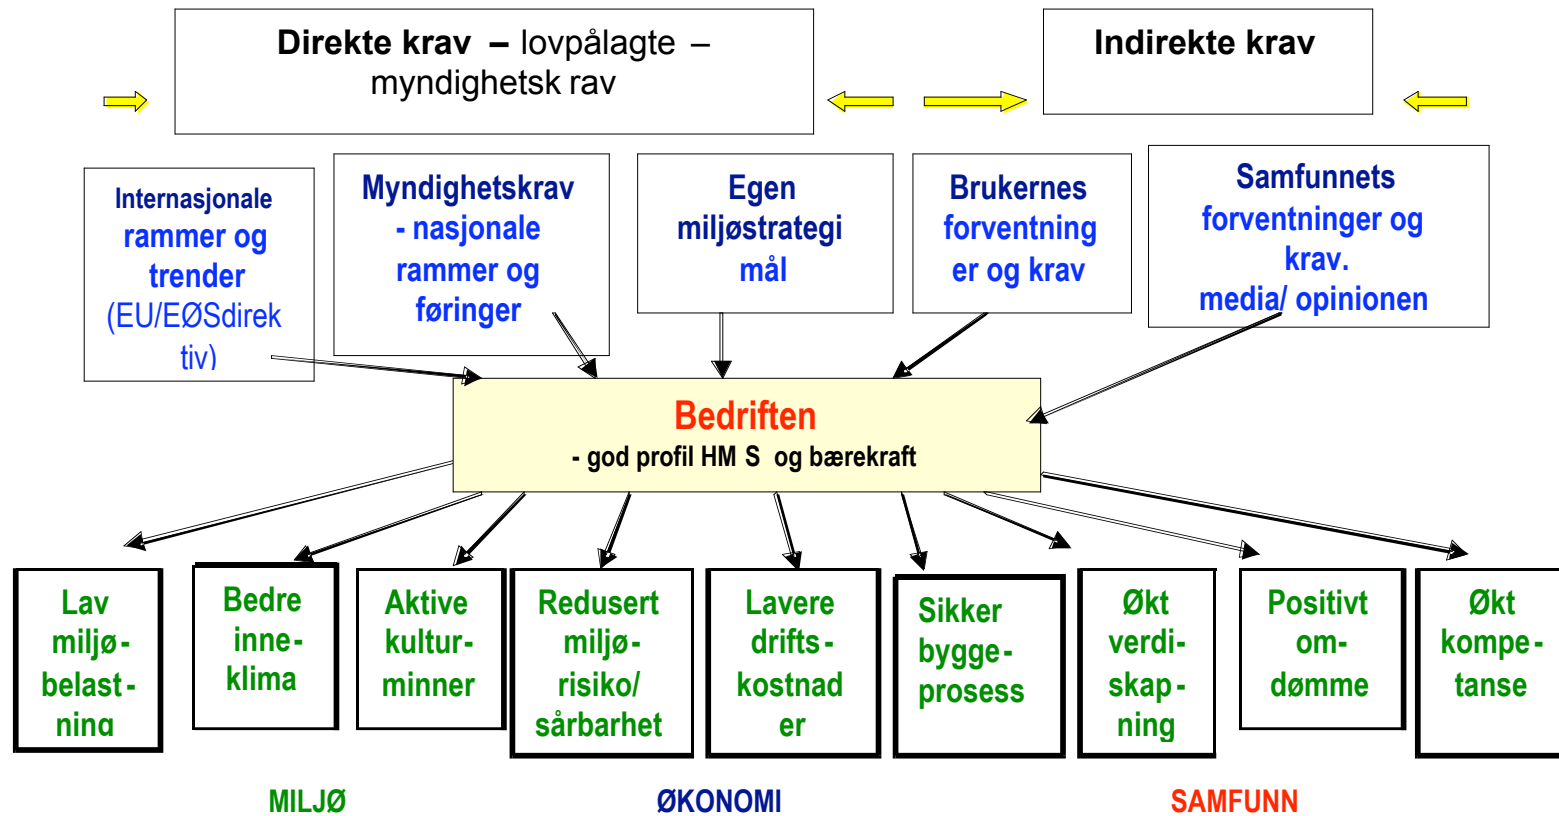 Direkte krav – lovpålagte –
myndighetsk rav
Indirekte krav
Internasjonale
rammer og
trender
(EU/EØSdirek
tiv)
Myndighetskrav
- nasjonale
rammer og
føringer
Egen
miljøstrategi
mål
Brukernes
forventning
er og krav
Samfunnets
forventninger og
krav.
media/ opinionen
Bedriften
- god profil HM S og bærekraft
Lav
miljø-
belast-
ning
Bedre
inne-
klima
Aktive
kultur-
minner
Redusert
miljø-
risiko/
sårbarhet
Lavere
drifts-
kostnad
er
Sikker
bygge-
prosess
Økt
verdi-
skap-
ning
Positivt
om-
dømme
Økt
kompe-
tanse
MILJØ
ØKONOMI
SAMFUNN